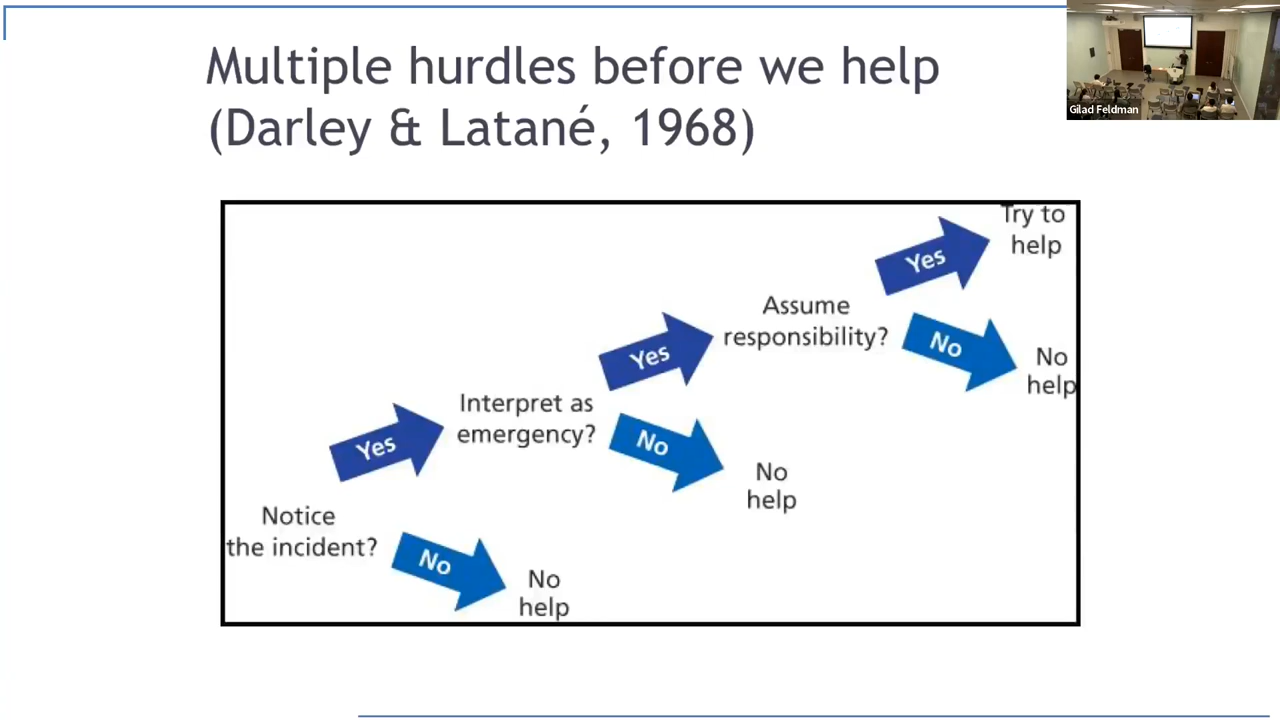 Multiple hurdles before we help
(Darley & Latané, 1968)
Gilad Feldman
Try to
help
Yes
Assume
responsibility?
No
No
help
Yes
Interpret as
emergency?
No
No
help
Yes
Notice
the incident?
No
No
help